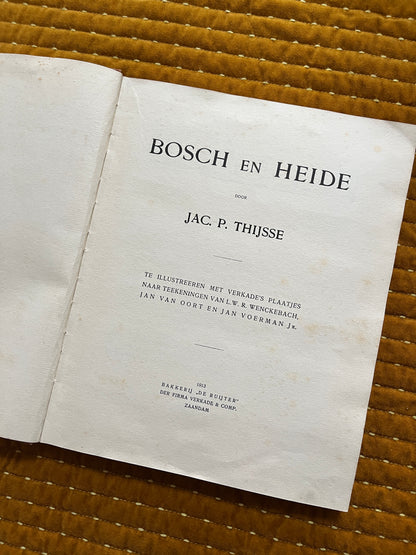 BOSCH EN HEIDE
DOOR
JAC. P. THIJSSE
TE ILLUSTREEREN MET VERKADE'S PLAATJES
NAAR TEEKENINGEN VAN L.W. R. WENCKEBACH,
JAN VAN OORT EN JAN VOERMAN JR.
1913
BAKKERIJ „DE RUIJTER"
DER FIRMA VERKADE & COMP.
ZAANDAM